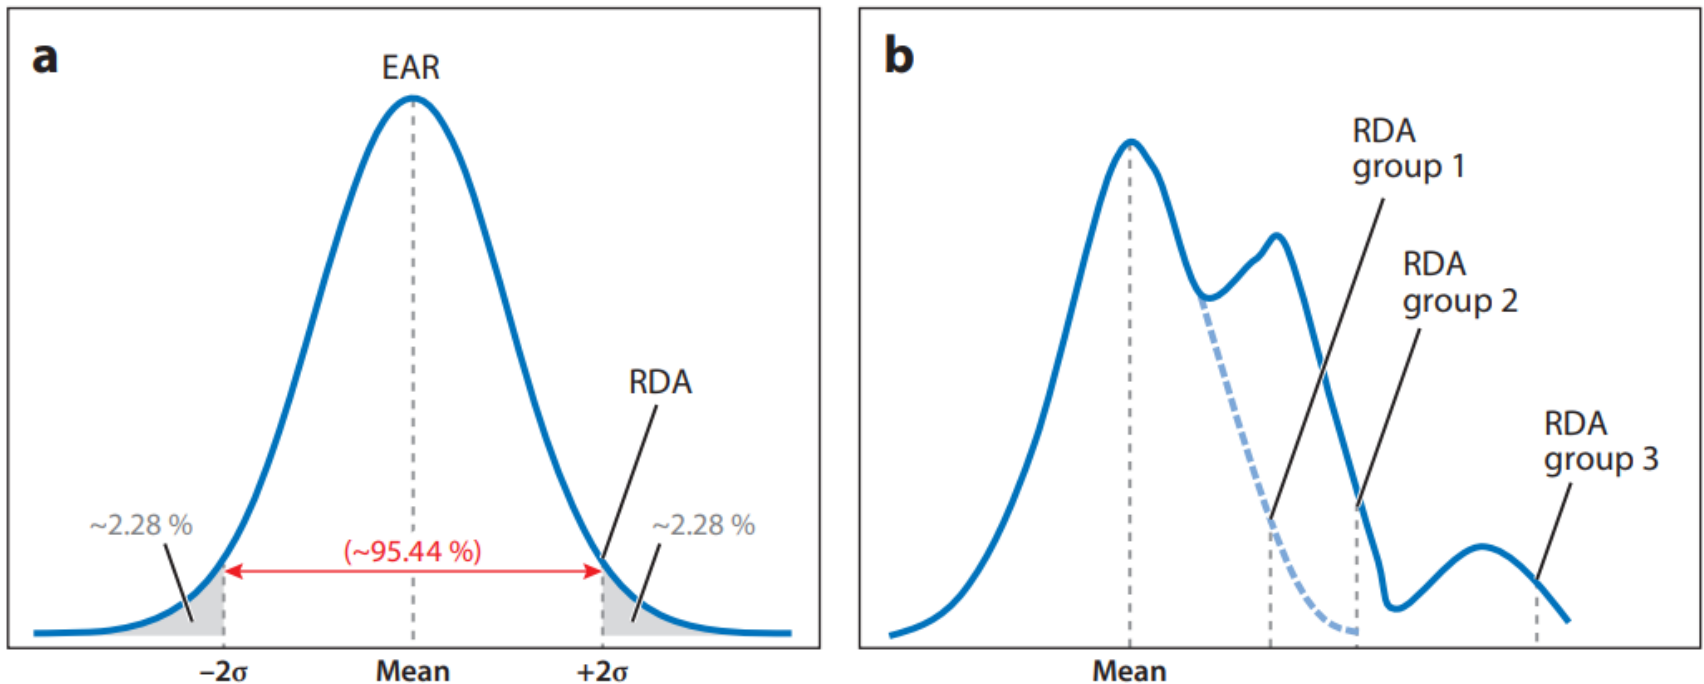 a
EAR
RDA
~2.28 %
(~95.44 %)
~2.28 %
–2σ
Mean
+2σ
b
RDA
group 1
RDA
group 2
RDA
group 3
Mean